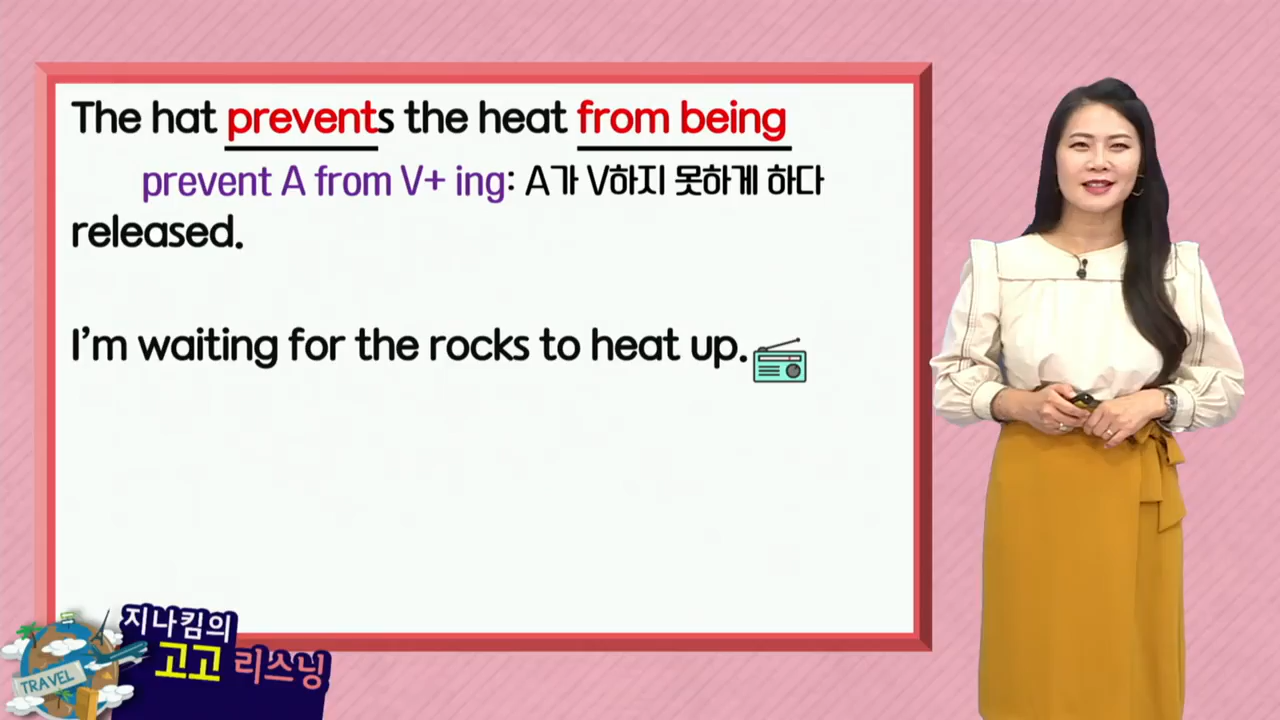 The hat prevents the heat from being
prevent A from V+ ing: A가 V하지 못하게 하다
released.
I'm waiting for the rocks to heat up.
지나킴의
고고 리스닝
TRAVEL